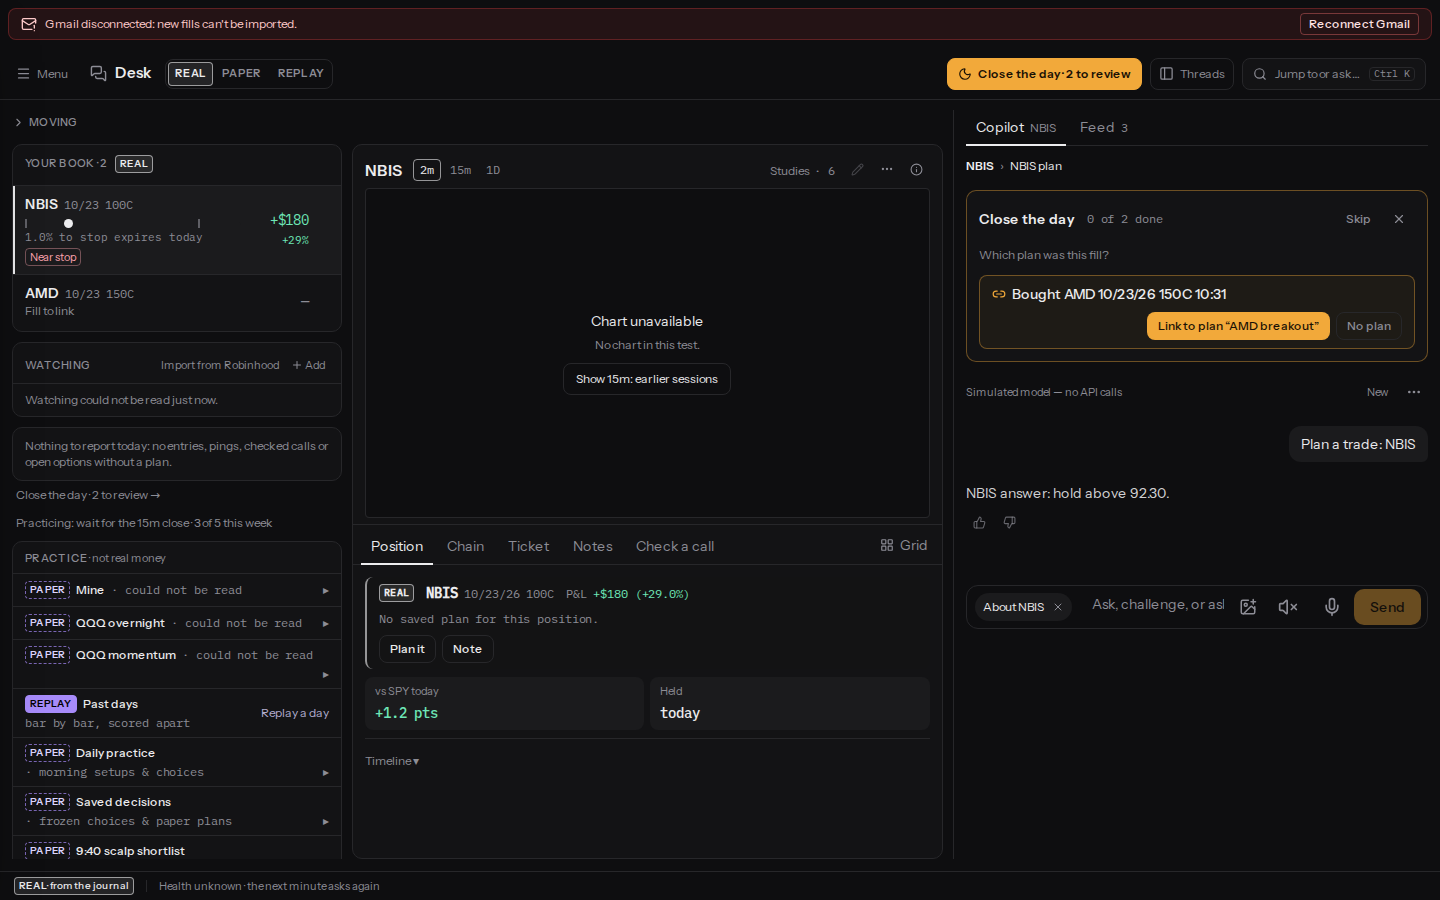 Gmail disconnected: new fills can't be imported.
Reconnect Gmail
Menu
Desk
REAL PAPER REPLAY
Close the day · 2 to review
Threads
Jump to or ask... Ctrl K
MOVING
YOUR BOOK · 2 REAL
NBIS 10/23 100C
+$180
1.0% to stop expires today
+29%
Near stop
AMD 10/23 150C
—
Fill to link
WATCHING
Import from Robinhood
+ Add
Watching could not be read just now.
Nothing to report today: no entries, pings, checked calls or
open options without a plan.
Close the day · 2 to review →
Practicing: wait for the 15m close · 3 of 5 this week
PRACTICE · not real money
PAPER Mine · could not be read ▸
PAPER QQQ overnight · could not be read ▸
PAPER QQQ momentum · could not be read
▸
REPLAY Past days
bar by bar, scored apart
Replay a day
PAPER Daily practice
· morning setups & choices ▸
PAPER Saved decisions
· frozen choices & paper plans ▸
PAPER 9:40 scalp shortlist
NBIS 2m 15m 1D
Studies · 6
Chart unavailable
No chart in this test.
Show 15m: earlier sessions
Position Chain Ticket Notes Check a call
Grid
REAL NBIS 10/23/26 100C P&L +$180 (+29.0%)
No saved plan for this position.
Plan it
Note
vs SPY today
+1.2 pts
Held
today
Timeline ▾
Copilot NBIS
Feed 3
NBIS › NBIS plan
Close the day 0 of 2 done
Skip
Which plan was this fill?
Bought AMD 10/23/26 150C 10:31
Link to plan “AMD breakout”
No plan
Simulated model — no API calls
New
Plan a trade: NBIS
NBIS answer: hold above 92.30.
About NBIS
Ask, challenge, or asl
Send
REAL · from the journal
Health unknown · the next minute asks again